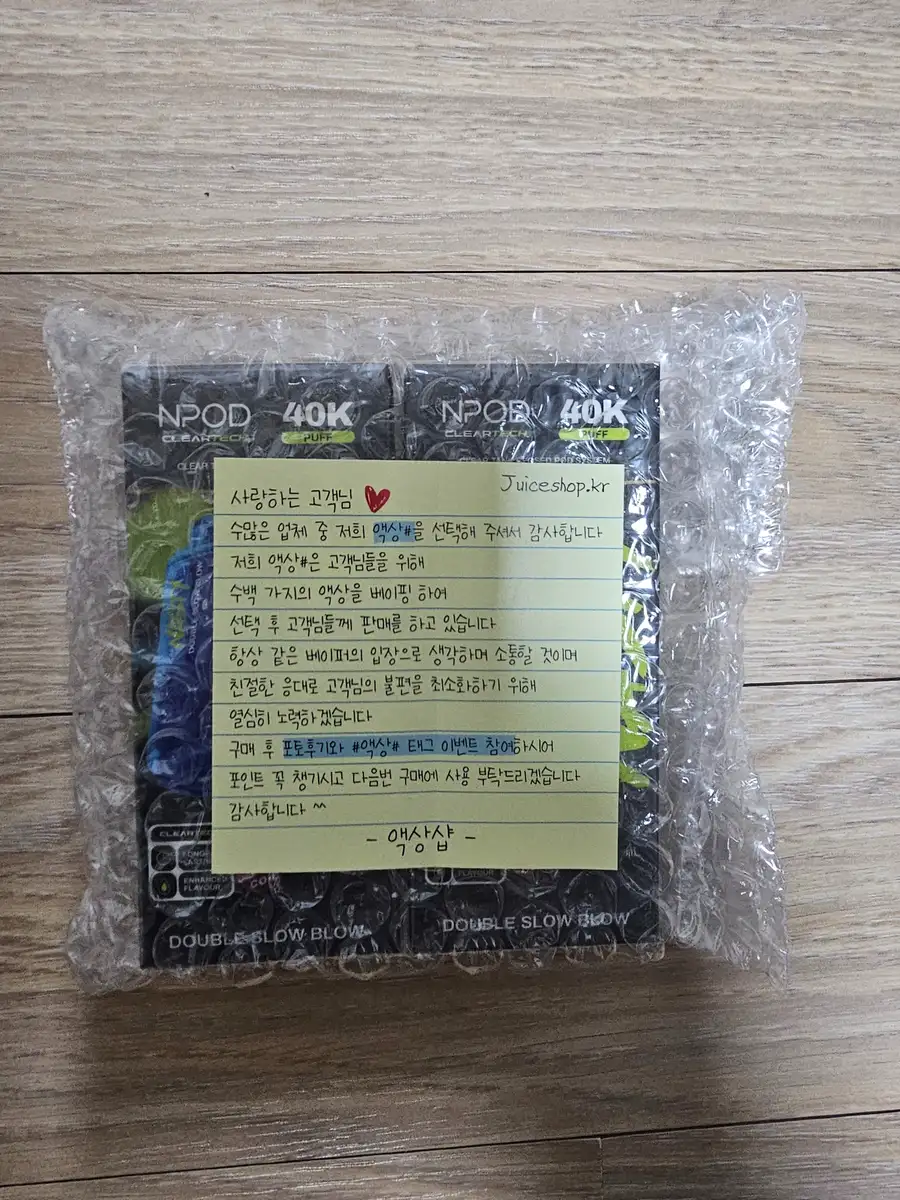 NPOD
CLEARTECH
40K
PUFF
NPOD
CLEARTECH
40K
PUFF
CLEAR
POD SYSTEM
Juiceshop.kr
사랑하는 고객님
수많은 업체 중 저희 액상#을 선택해 주셔서 감사합니다
저희 액상#은 고객님들을 위해
수백 가지의 액상을 베이핑 하여
선택 후 고객님들께 판매를 하고 있습니다
항상 같은 베이퍼의 입장으로 생각하며 소통할 것이며
친절한 응대로 고객님의 불편을 최소화하기 위해
열심히 노력하겠습니다
구매 후 포토후기와 #액상# 태그 이벤트 참여하시어
포인트 꼭 챙기시고 다음번 구매에 사용 부탁드리겠습니다
감사합니다 ^^
- 액상샵 -
ENHANCED
FLAVOUR
FLAVOUR
DOUBLE SLOW BLOW
DOUBLE SLOW BLOW